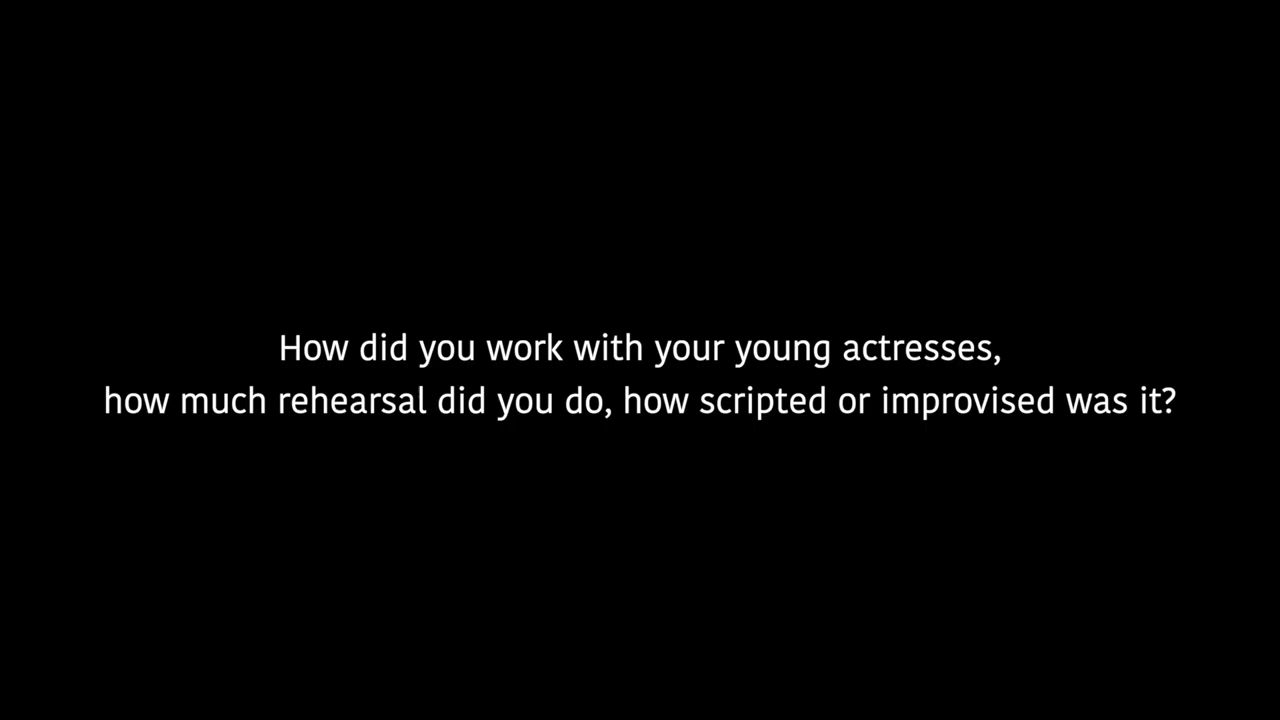 How did you work with your young actresses,
how much rehearsal did you do, how scripted or improvised was it?